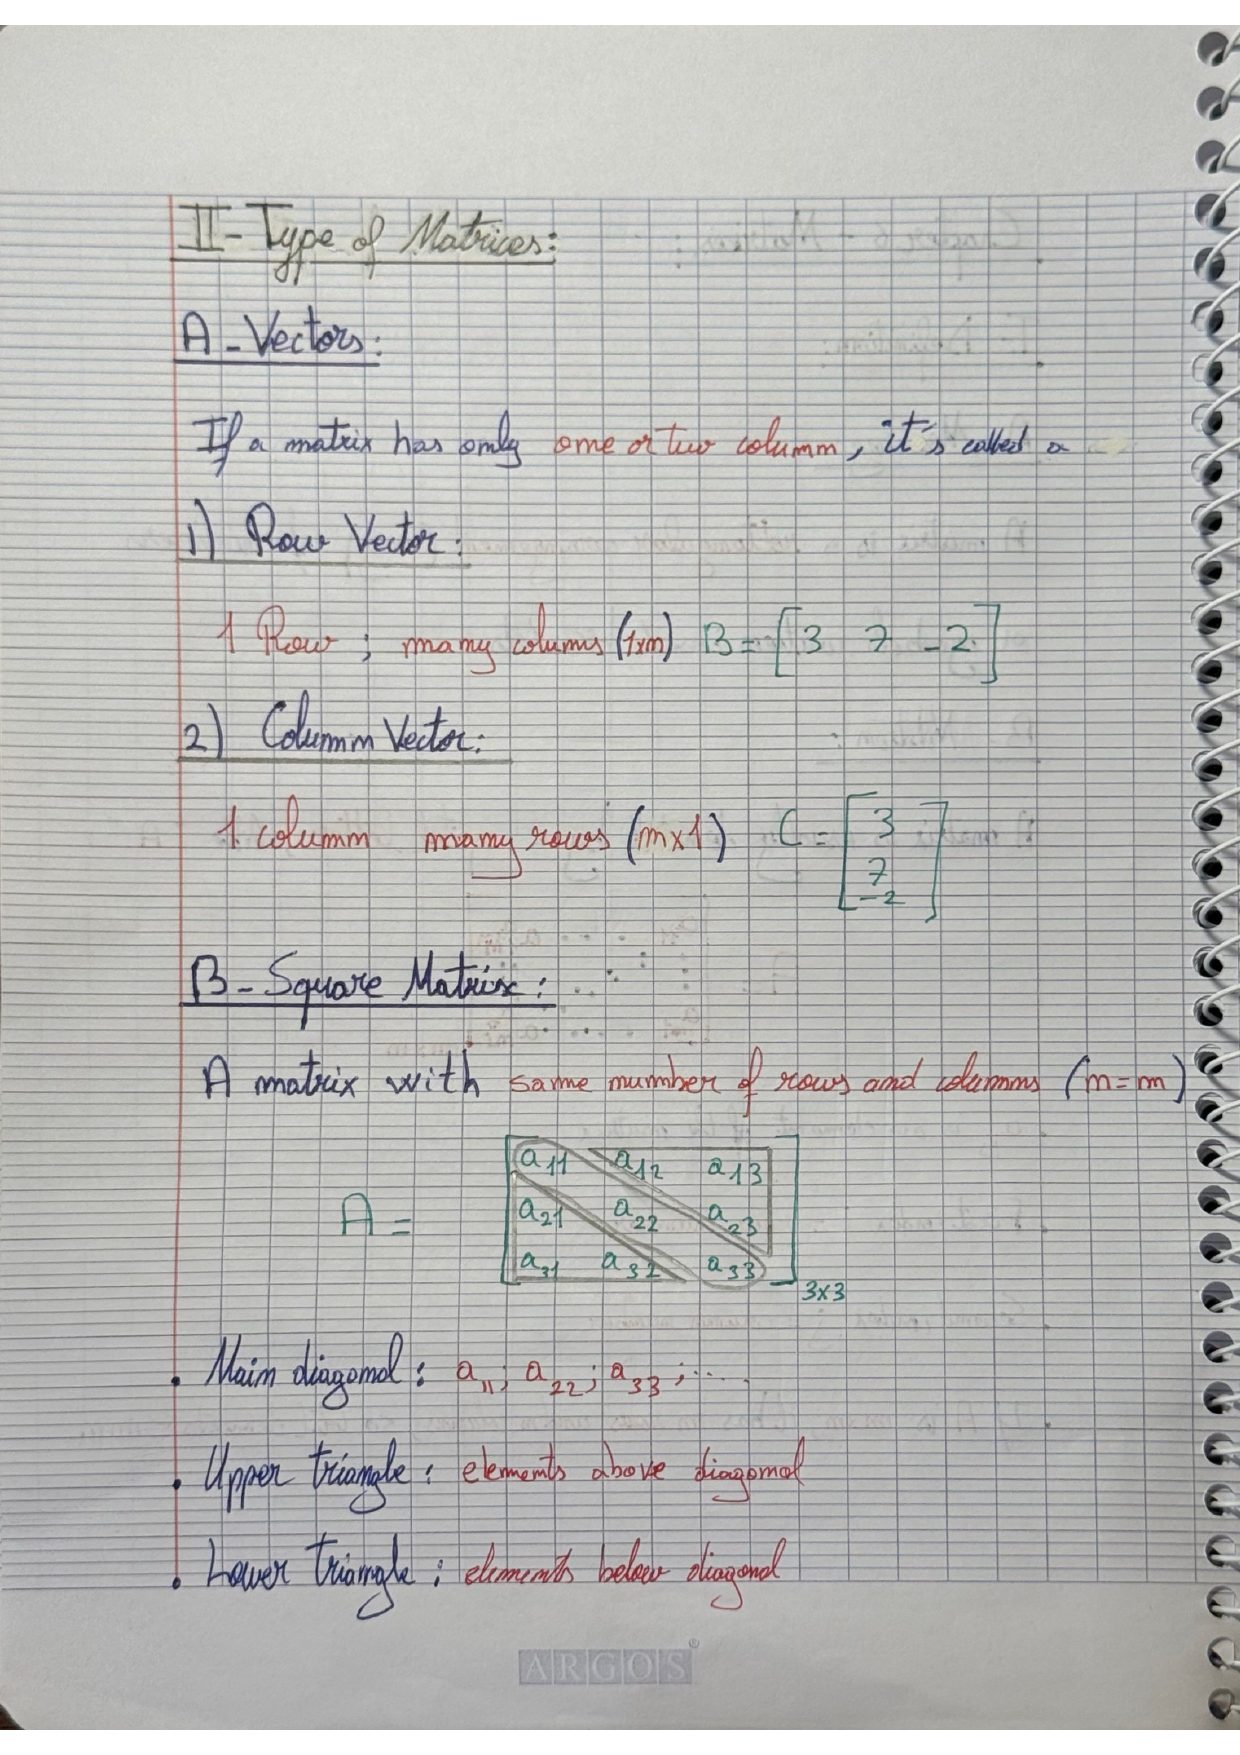 II - Type of Matrices:
A - Vectors:
If a matrix has only one or two column, it's called a
1) Row Vector:
1 Row ; many colums (1xn) B = [3 7 -2]
2) Column Vector:
1 column many rows (m x 1) C = [3
7
-2]
B - Square Matrix:
A matrix with same number of rows and columns (m = n)
a11 a12 a13
A = a21 a22 a23
a31 a32 a33
3x3
• Main diagonal : a11; a22; a33; ....
• Upper triangle : elements above diagonal
• Lower triangle : elements below diagonal
ARGOS®